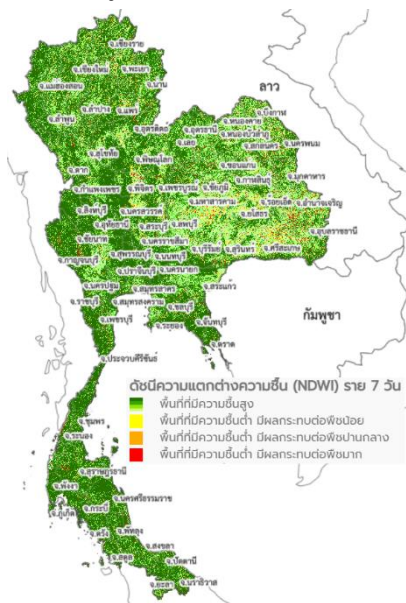 จ.เชียงราย
จ.เชียงใหม่ จ.พะเยา
จ.แม่ฮ่องสอน จ.น่าน
จ.ลำปาง จ.แพร่
จ.ลำพูน
ลาว
จ.บึงกาฬ
จ.อุตรดิตถ์ จ.อุดรธานี จ.หนองคาย
จ.หนองบัวลำภู
จ.สุโขทัย จ.เลย จ.สกลนคร จ.นครพนม
จ.พิษณุโลก
จ.ตาก จ.ขอนแก่น
จ.กำแพงเพชร จ.พิจิตร จ.เพชรบูรณ์ จ.ชัยภูมิ จ.กาฬสินธุ์ จ.มุกดาหาร
จ.สิงห์บุรี จ.นครสวรรค์ จ.มหาสารคาม จ.ร้อยเอ็ด จ.อำนาจเจริญ
จ.อุทัยธานี จ.สระบุรี จ.ลพบุรี จ.ยโสธร
จ.ชัยนาท จ.นครราชสีมา จ.อุบลราชธานี
จ.สุพรรณบุรี จ.นนทบุรี จ.บุรีรัมย์ จ.สุรินทร์ จ.ศรีสะเกษ
จ.กาญจนบุรี จ.ปราจีนบุรี จ.นครนายก
จ.นครปฐม จ.สมุทรสาคร จ.สระแก้ว
จ.ราชบุรี จ.สมุทรสงคราม จ.ชลบุรี
กัมพูชา
จ.เพชรบุรี จ.ระยอง จ.จันทบุรี
จ.ตราด
จ.ประจวบคีรีขันธ์
ดัชนีความแตกต่างความชื้น (NDWI) ราย 7 วัน
พื้นที่ที่มีความชื้นสูง
พื้นที่ที่มีความชื้นต่ำ มีผลกระทบต่อพืชน้อย
พื้นที่ที่มีความชื้นต่ำ มีผลกระทบต่อพืชปานกลาง
พื้นที่ที่มีความชื้นต่ำ มีผลกระทบต่อพืชมาก
จ.ชุมพร
จ.ระนอง
จ.สุราษฎร์ธานี
จ.พังงา จ.นครศรีธรรมราช
จ.กระบี่
จ.ภูเก็ต
จ.ตรัง จ.พัทลุง
จ.สงขลา
จ.สตูล จ.ปัตตานี
จ.ยะลา จ.นราธิวาส